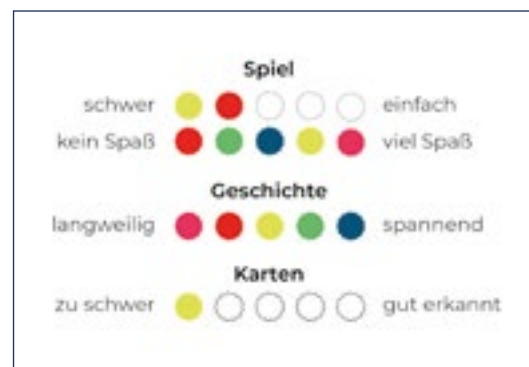 Spiel
schwer einfach
kein Spaß viel Spaß
Geschichte
langweilig spannend
Karten
zu schwer gut erkannt